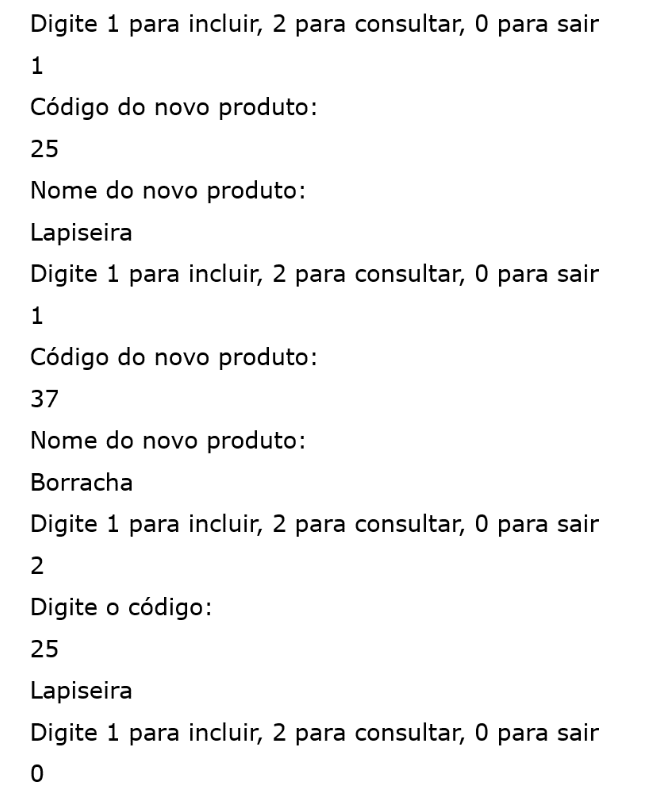 Digite 1 para incluir, 2 para consultar, 0 para sair
1
Código do novo produto:
25
Nome do novo produto:
Lapiseira
Digite 1 para incluir, 2 para consultar, 0 para sair
1
Código do novo produto:
37
Nome do novo produto:
Borracha
Digite 1 para incluir, 2 para consultar, 0 para sair
2
Digite o código:
25
Lapiseira
Digite 1 para incluir, 2 para consultar, 0 para sair
0